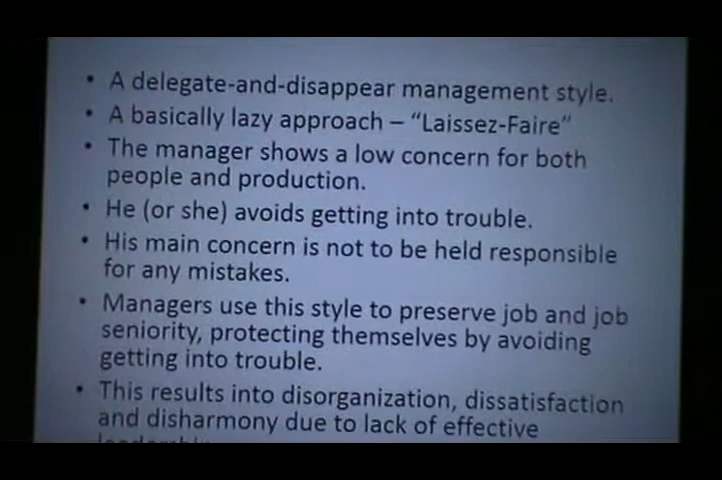 • A delegate-and-disappear management style.
• A basically lazy approach – “Laissez-Faire”
• The manager shows a low concern for both
people and production.
• He (or she) avoids getting into trouble.
• His main concern is not to be held responsible
for any mistakes.
• Managers use this style to preserve job and job
seniority, protecting themselves by avoiding
getting into trouble.
• This results into disorganization, dissatisfaction
and disharmony due to lack of effective